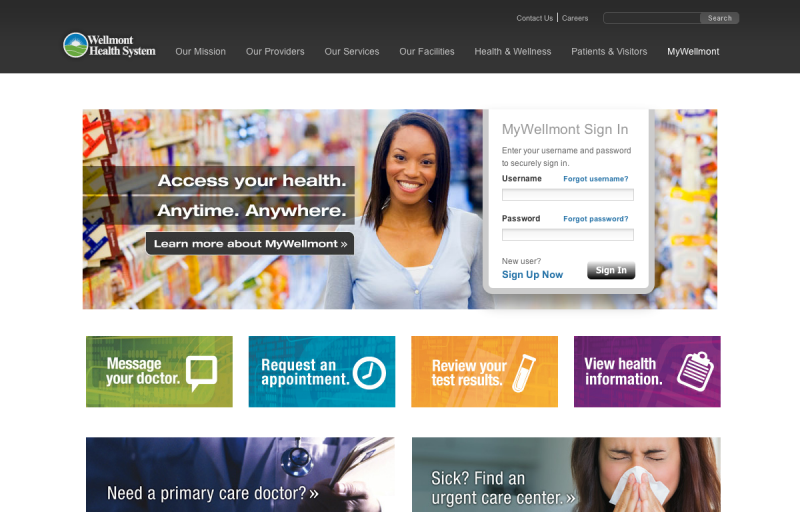 Contact Us
Careers
Search
Wellmont
Health System
Our Mission
Our Providers
Our Services
Our Facilities
Health & Wellness
Patients & Visitors
MyWellmont
Access your health.
Anytime. Anywhere.
Learn more about MyWellmont »
MyWellmont Sign In
Enter your username and password
to securely sign in.
Username
Forgot username?
Password
Forgot password?
New user?
Sign Up Now
Sign In
Message
your doctor.
Request an
appointment.
Review your
test results.
View health
information.
Need a primary care doctor? »
Sick? Find an
urgent care center. »